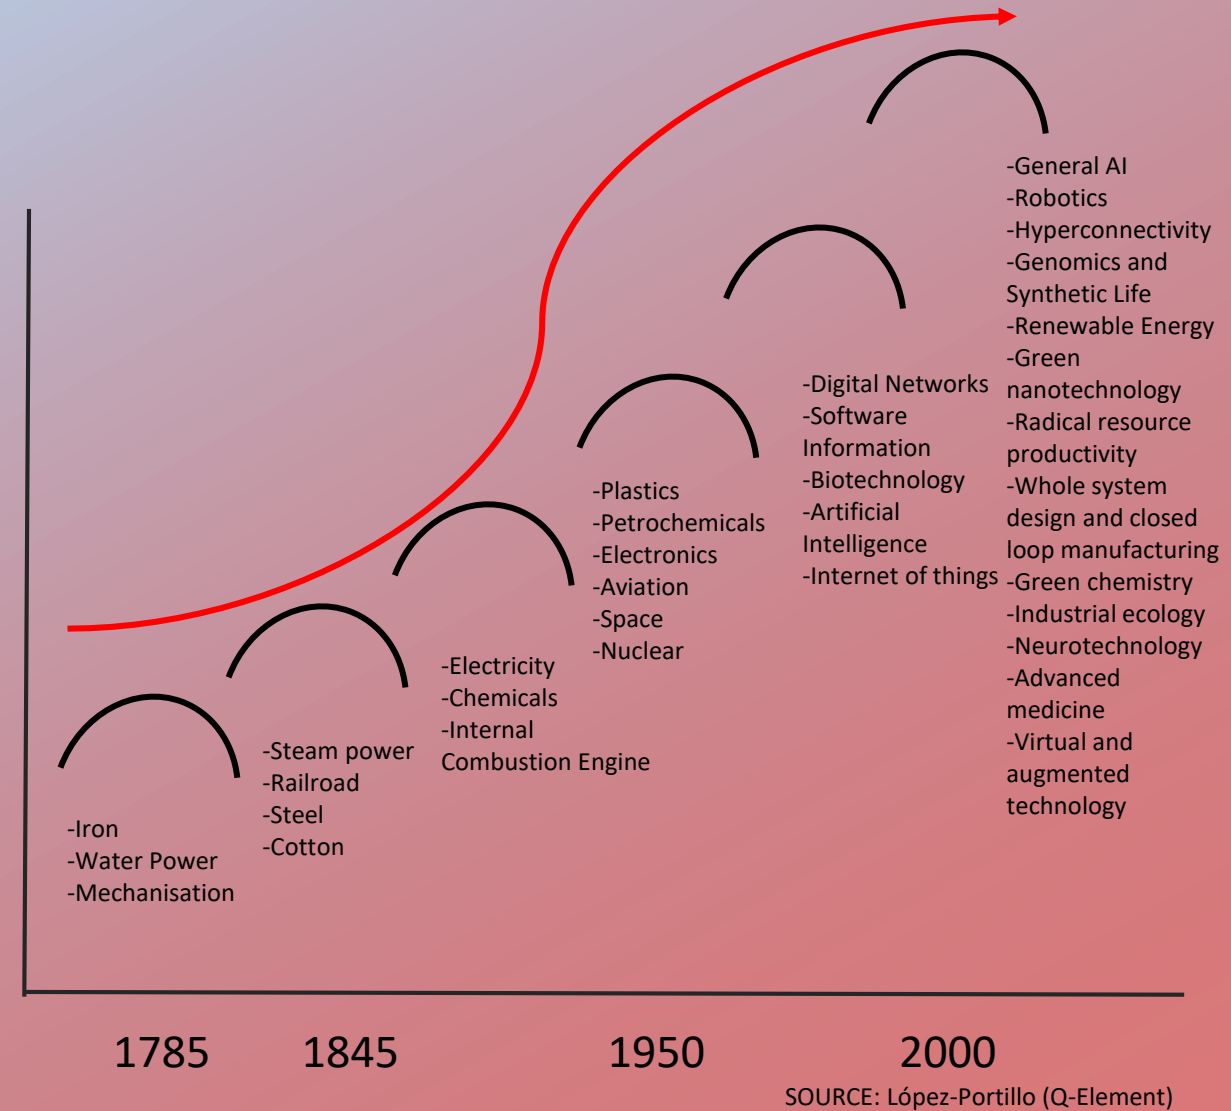 -Iron
-Water Power
-Mechanisation
-Steam power
-Railroad
-Steel
-Cotton
-Electricity
-Chemicals
-Internal
Combustion Engine
-Plastics
-Petrochemicals
-Electronics
-Aviation
-Space
-Nuclear
-Digital Networks
-Software
Information
-Biotechnology
-Artificial
Intelligence
-Internet of things
-General AI
-Robotics
-Hyperconnectivity
-Genomics and
Synthetic Life
-Renewable Energy
-Green
nanotechnology
-Radical resource
productivity
-Whole system
design and closed
loop manufacturing
-Green chemistry
-Industrial ecology
-Neurotechnology
-Advanced
medicine
-Virtual and
augmented
technology
1785
1845
1950
2000
SOURCE: López-Portillo (Q-Element)